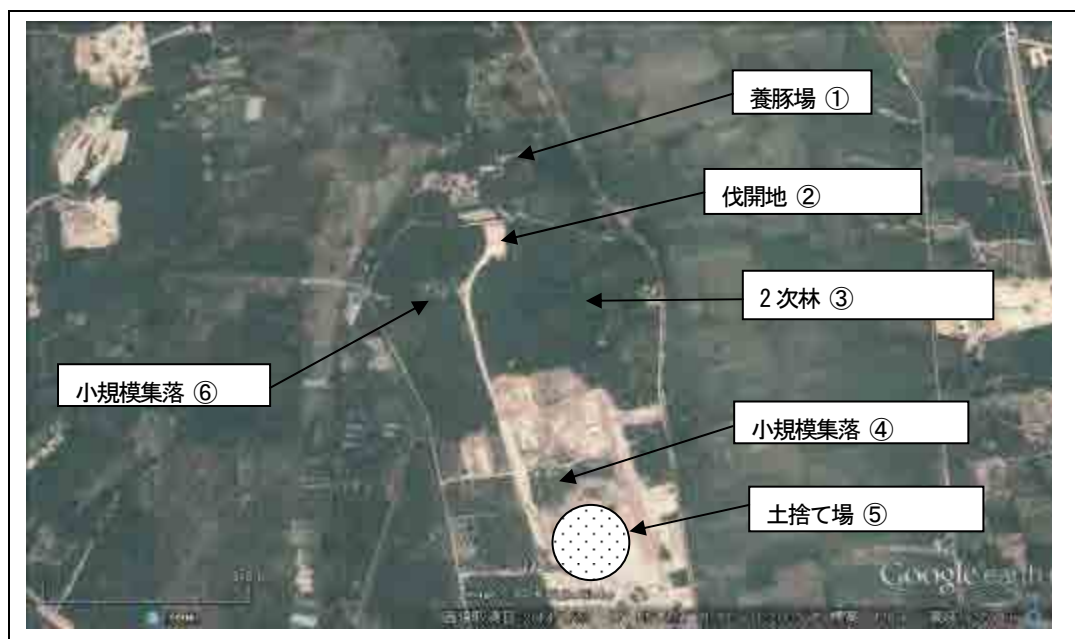 養豚場 ①
伐開地 ②
2次林 ③
小規模集落 ⑥
小規模集落 ④
土捨て場 ⑤
Google earth